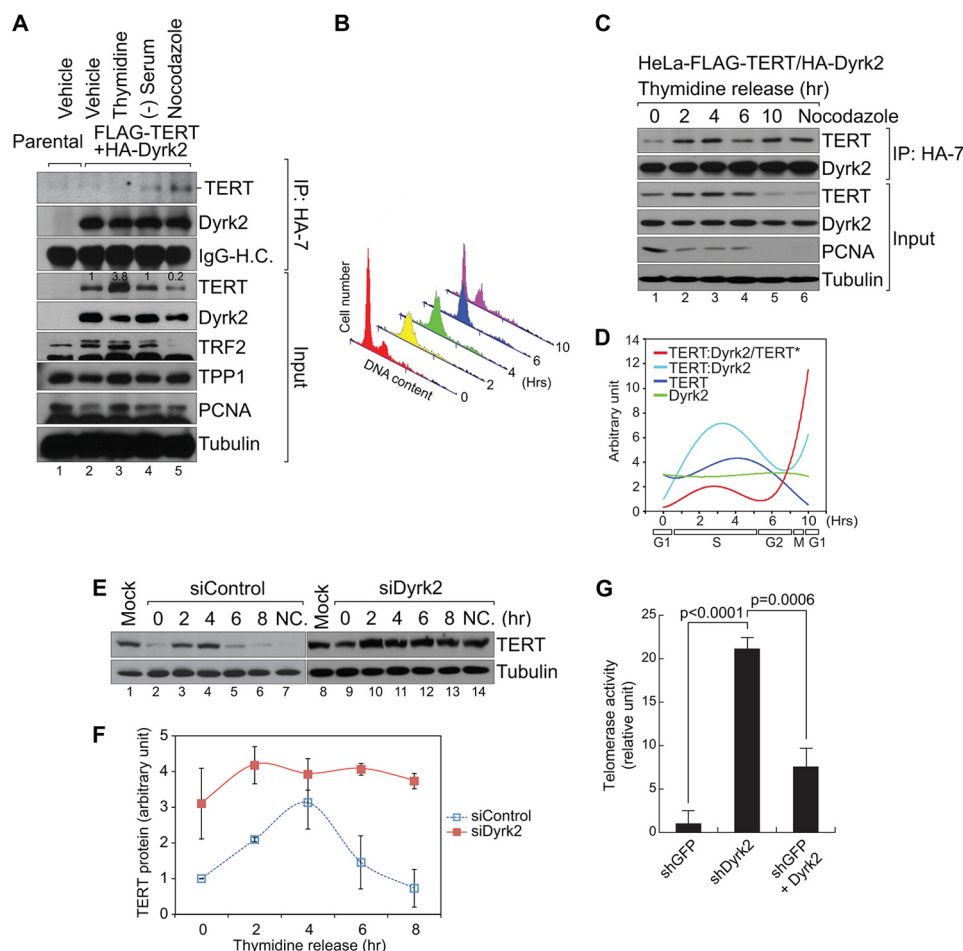 A
Vehicle
Vehicle
Thymidine
(-) Serum
Nocodazole
Parental
FLAG-TERT
+HA-Dyrk2
TERT
Dyrk2
IgG-H.C.
IP: HA-7
1 3.8 1 0.2
TERT
Dyrk2
TRF2
TPP1
PCNA
Tubulin
Input
1 2 3 4 5
B
Cell number
DNA content
0
2
4
6
10
(Hrs)
C
HeLa-FLAG-TERT/HA-Dyrk2
Thymidine release (hr)
0 2 4 6 10 Nocodazole
TERT
Dyrk2
IP: HA-7
TERT
Dyrk2
PCNA
Tubulin
Input
1 2 3 4 5 6
D
Arbitrary unit
14
12
10
8
6
4
2
0
TERT:Dyrk2/TERT*
TERT:Dyrk2
TERT
Dyrk2
0 2 4 6 10 (Hrs)
G1 S G2 M G1
E
siControl siDyrk2
Mock 0 2 4 6 8 NC. Mock 0 2 4 6 8 NC. (hr)
TERT
Tubulin
1 2 3 4 5 6 7 8 9 10 11 12 13 14
F
TERT protein (arbitrary unit)
5
4
3
2
1
0
siControl
siDyrk2
0 2 4 6 8
Thymidine release (hr)
G
p<0.0001
p=0.0006
Telomerase activity
(relative unit)
25
20
15
10
5
0
shGFP
shDyrk2
shGFP
+ Dyrk2